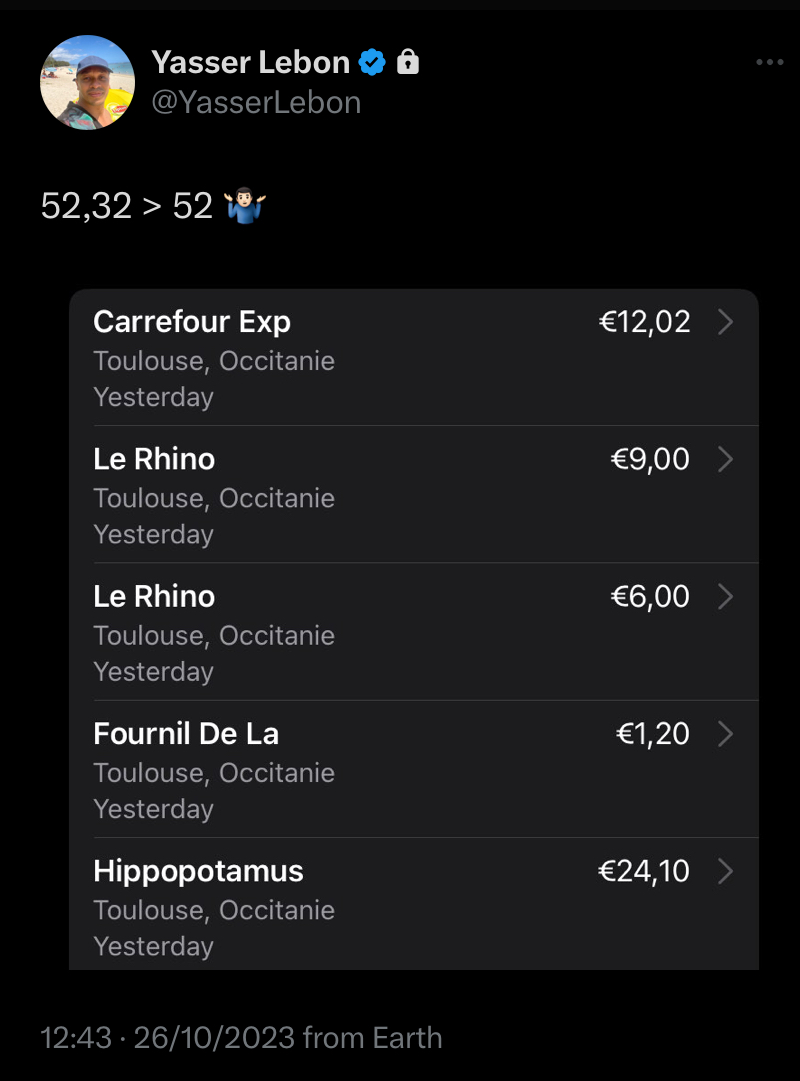 Yasser Lebon
@YasserLebon
52,32 > 52 🤷🏻‍♂️
Carrefour Exp €12,02
Toulouse, Occitanie
Yesterday
Le Rhino €9,00
Toulouse, Occitanie
Yesterday
Le Rhino €6,00
Toulouse, Occitanie
Yesterday
Fournil De La €1,20
Toulouse, Occitanie
Yesterday
Hippopotamus €24,10
Toulouse, Occitanie
Yesterday
12:43 · 26/10/2023 from Earth